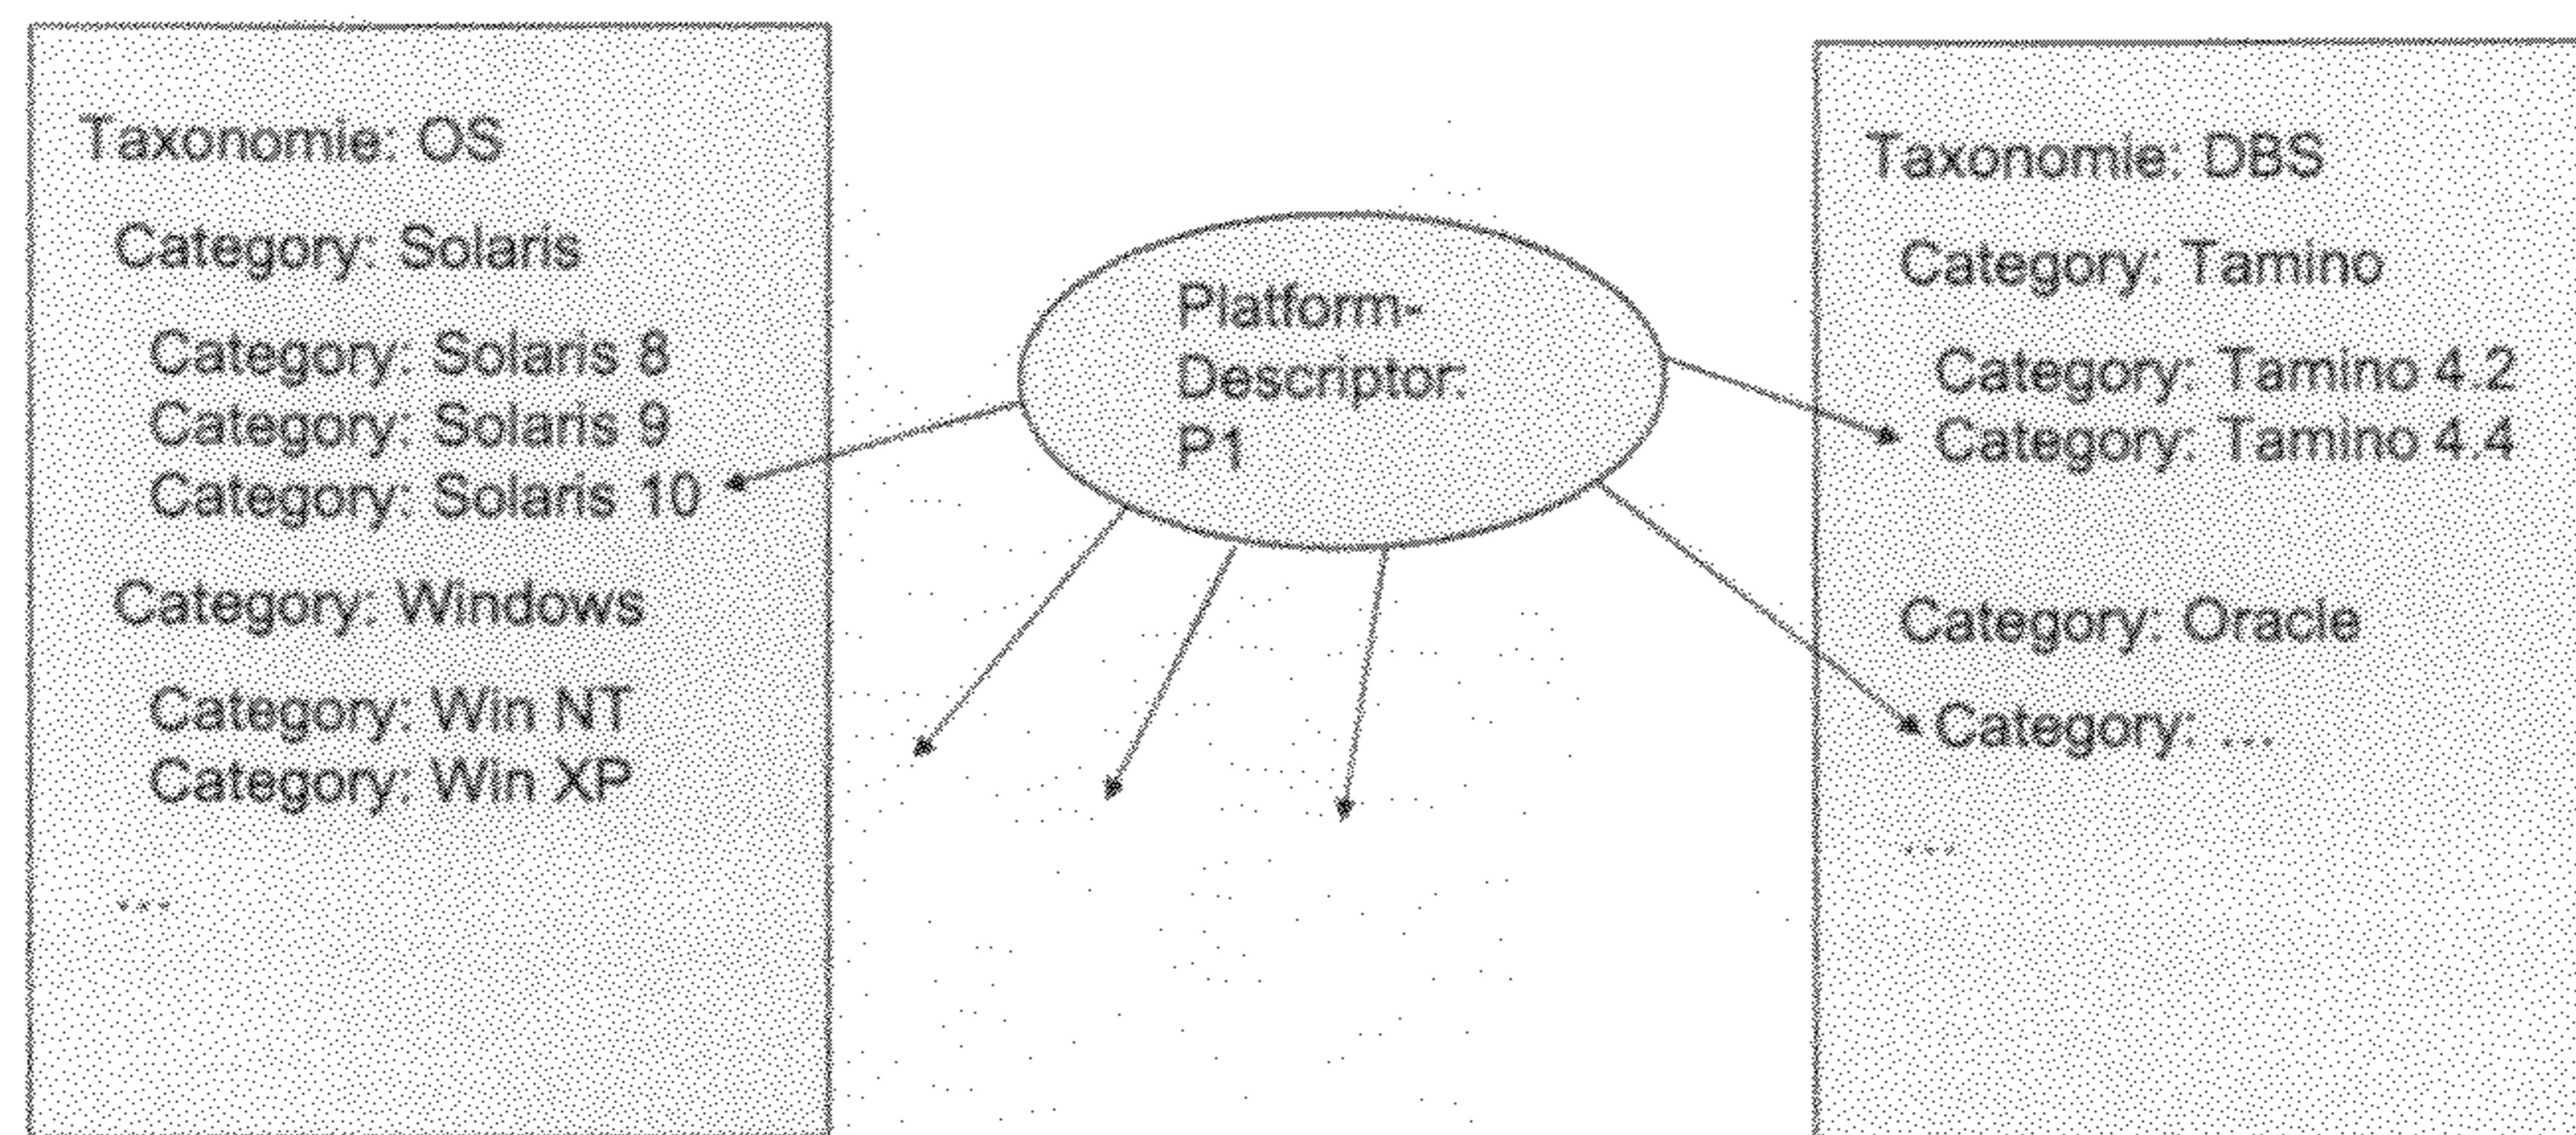 Taxonomie: OS
Category: Solaris
Category: Solaris 8
Category: Solaris 9
Category: Solaris 10
Category: Windows
Category: Win NT
Category: Win XP
...
Platform-
Descriptor:
P1
Taxonomie: DBS
Category: Tamino
Category: Tamino 4.2
Category: Tamino 4.4
Category: Oracle
Category: ...
...